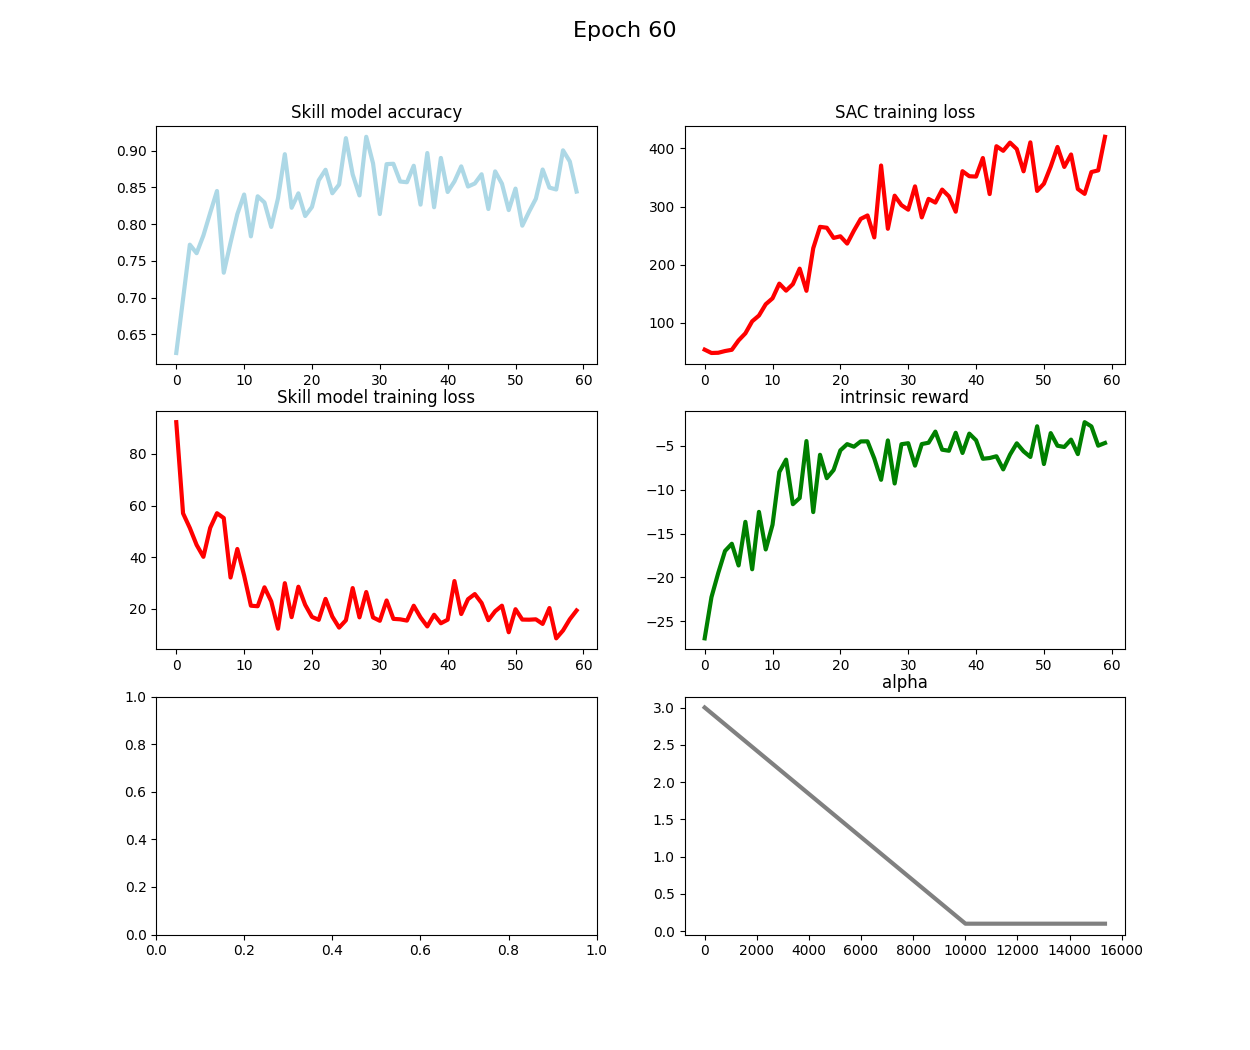 Epoch 60
Skill model accuracy
0.90
0.85
0.80
0.75
0.70
0.65
0 10 20 30 40 50 60
SAC training loss
400
300
200
100
0 10 20 30 40 50 60
Skill model training loss
80
60
40
20
0 10 20 30 40 50 60
intrinsic reward
−5
−10
−15
−20
−25
0 10 20 30 40 50 60
1.0
0.8
0.6
0.4
0.2
0.0
0.0 0.2 0.4 0.6 0.8 1.0
alpha
3.0
2.5
2.0
1.5
1.0
0.5
0.0
0 2000 4000 6000 8000 10000 12000 14000 16000